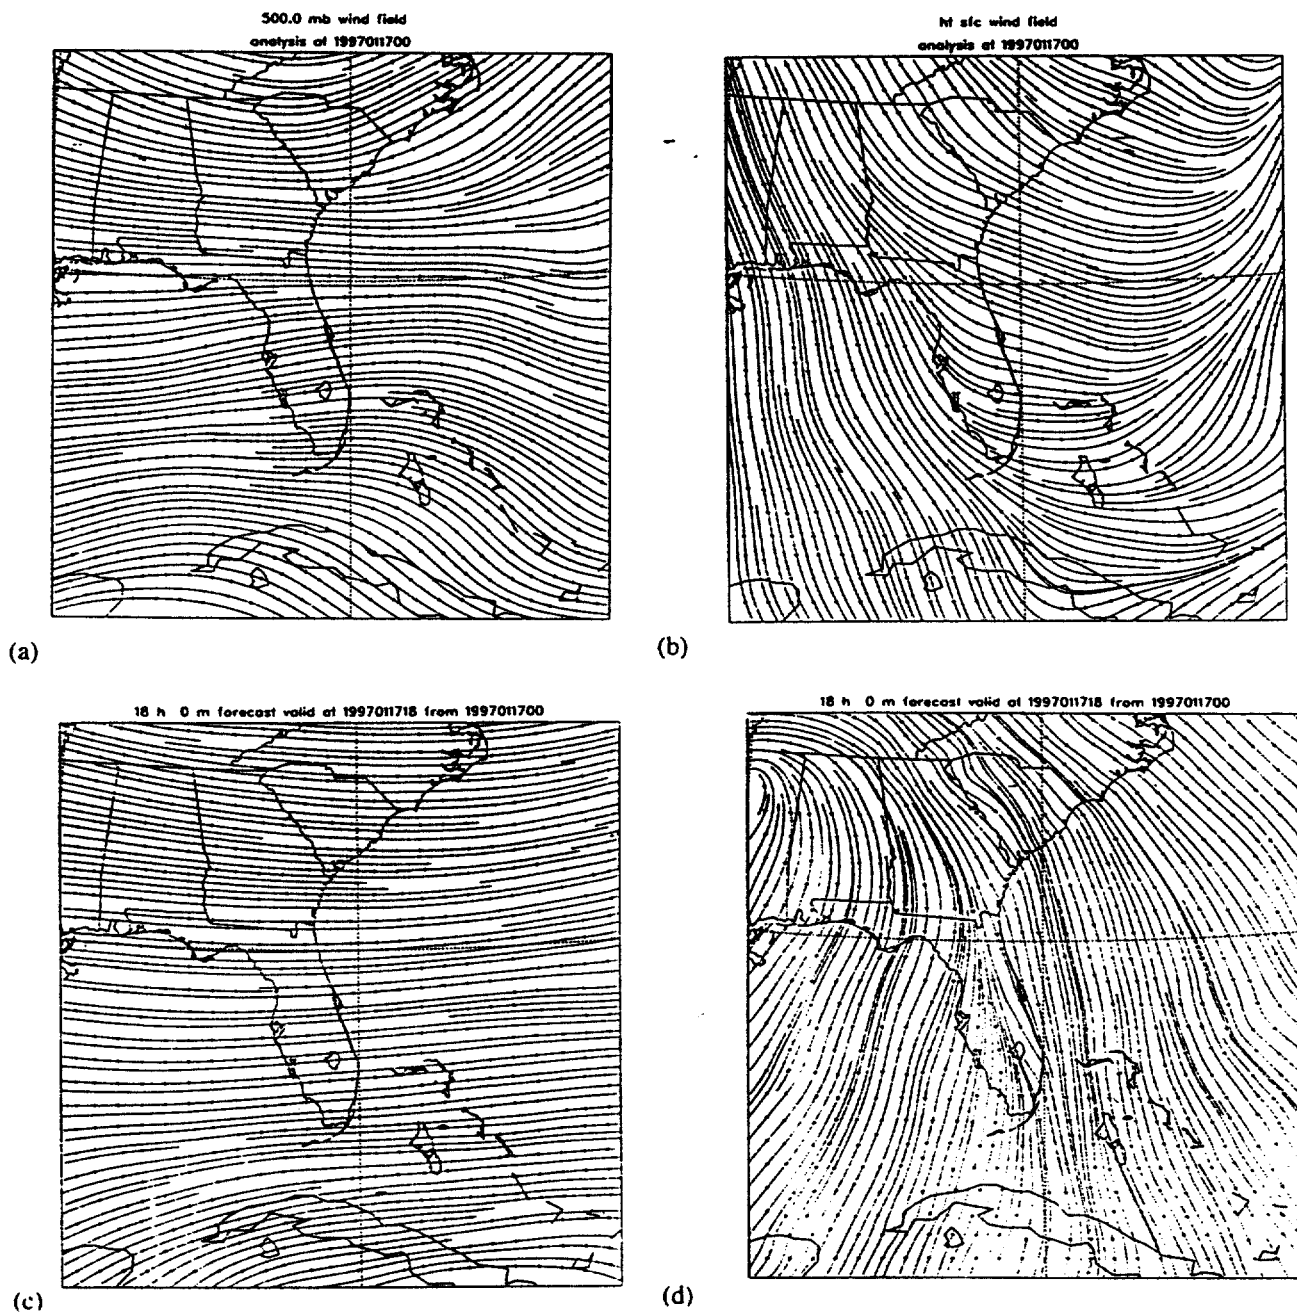 500.0 mb wind field
analysis at 1997011700
ht sfc wind field
analysis at 1997011700
(a)
(b)
18 h 0 m forecast valid at 1997011718 from 1997011700
18 h 0 m forecast valid at 1997011718 from 1997011700
(c)
(d)